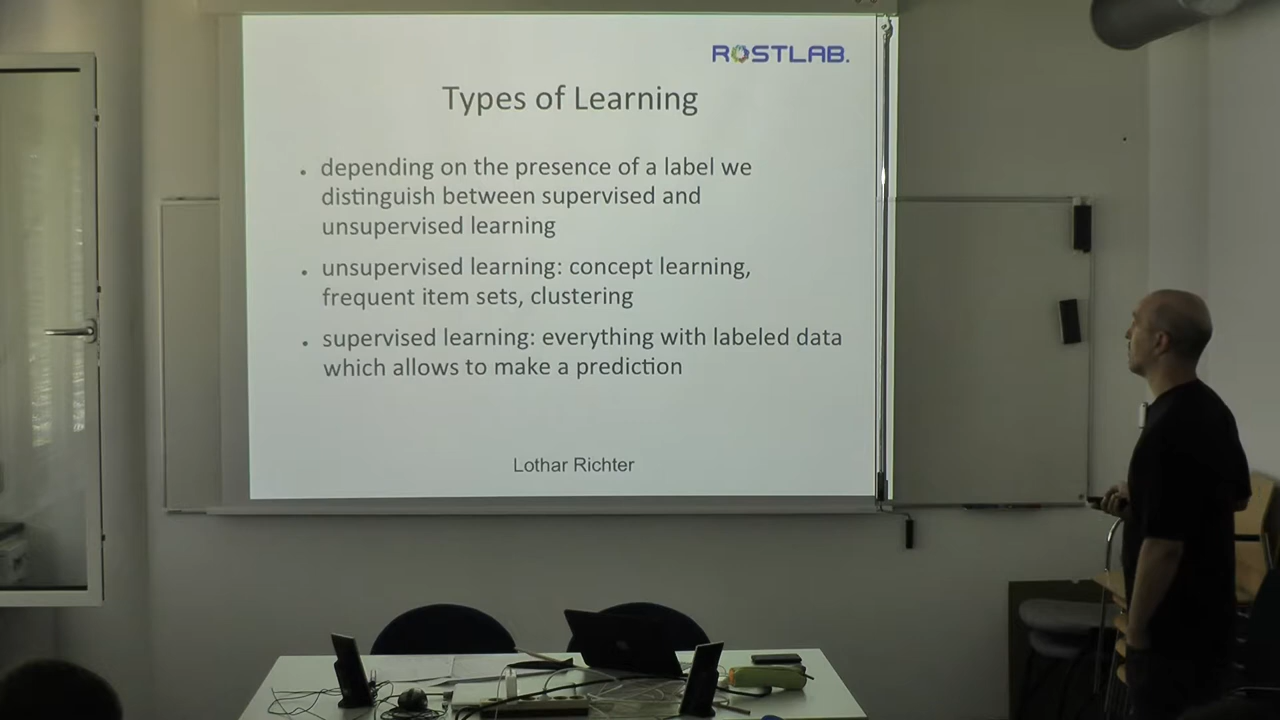 ROSTLAB.
Types of Learning
• depending on the presence of a label we
distinguish between supervised and
unsupervised learning
• unsupervised learning: concept learning,
frequent item sets, clustering
• supervised learning: everything with labeled data
which allows to make a prediction
Lothar Richter